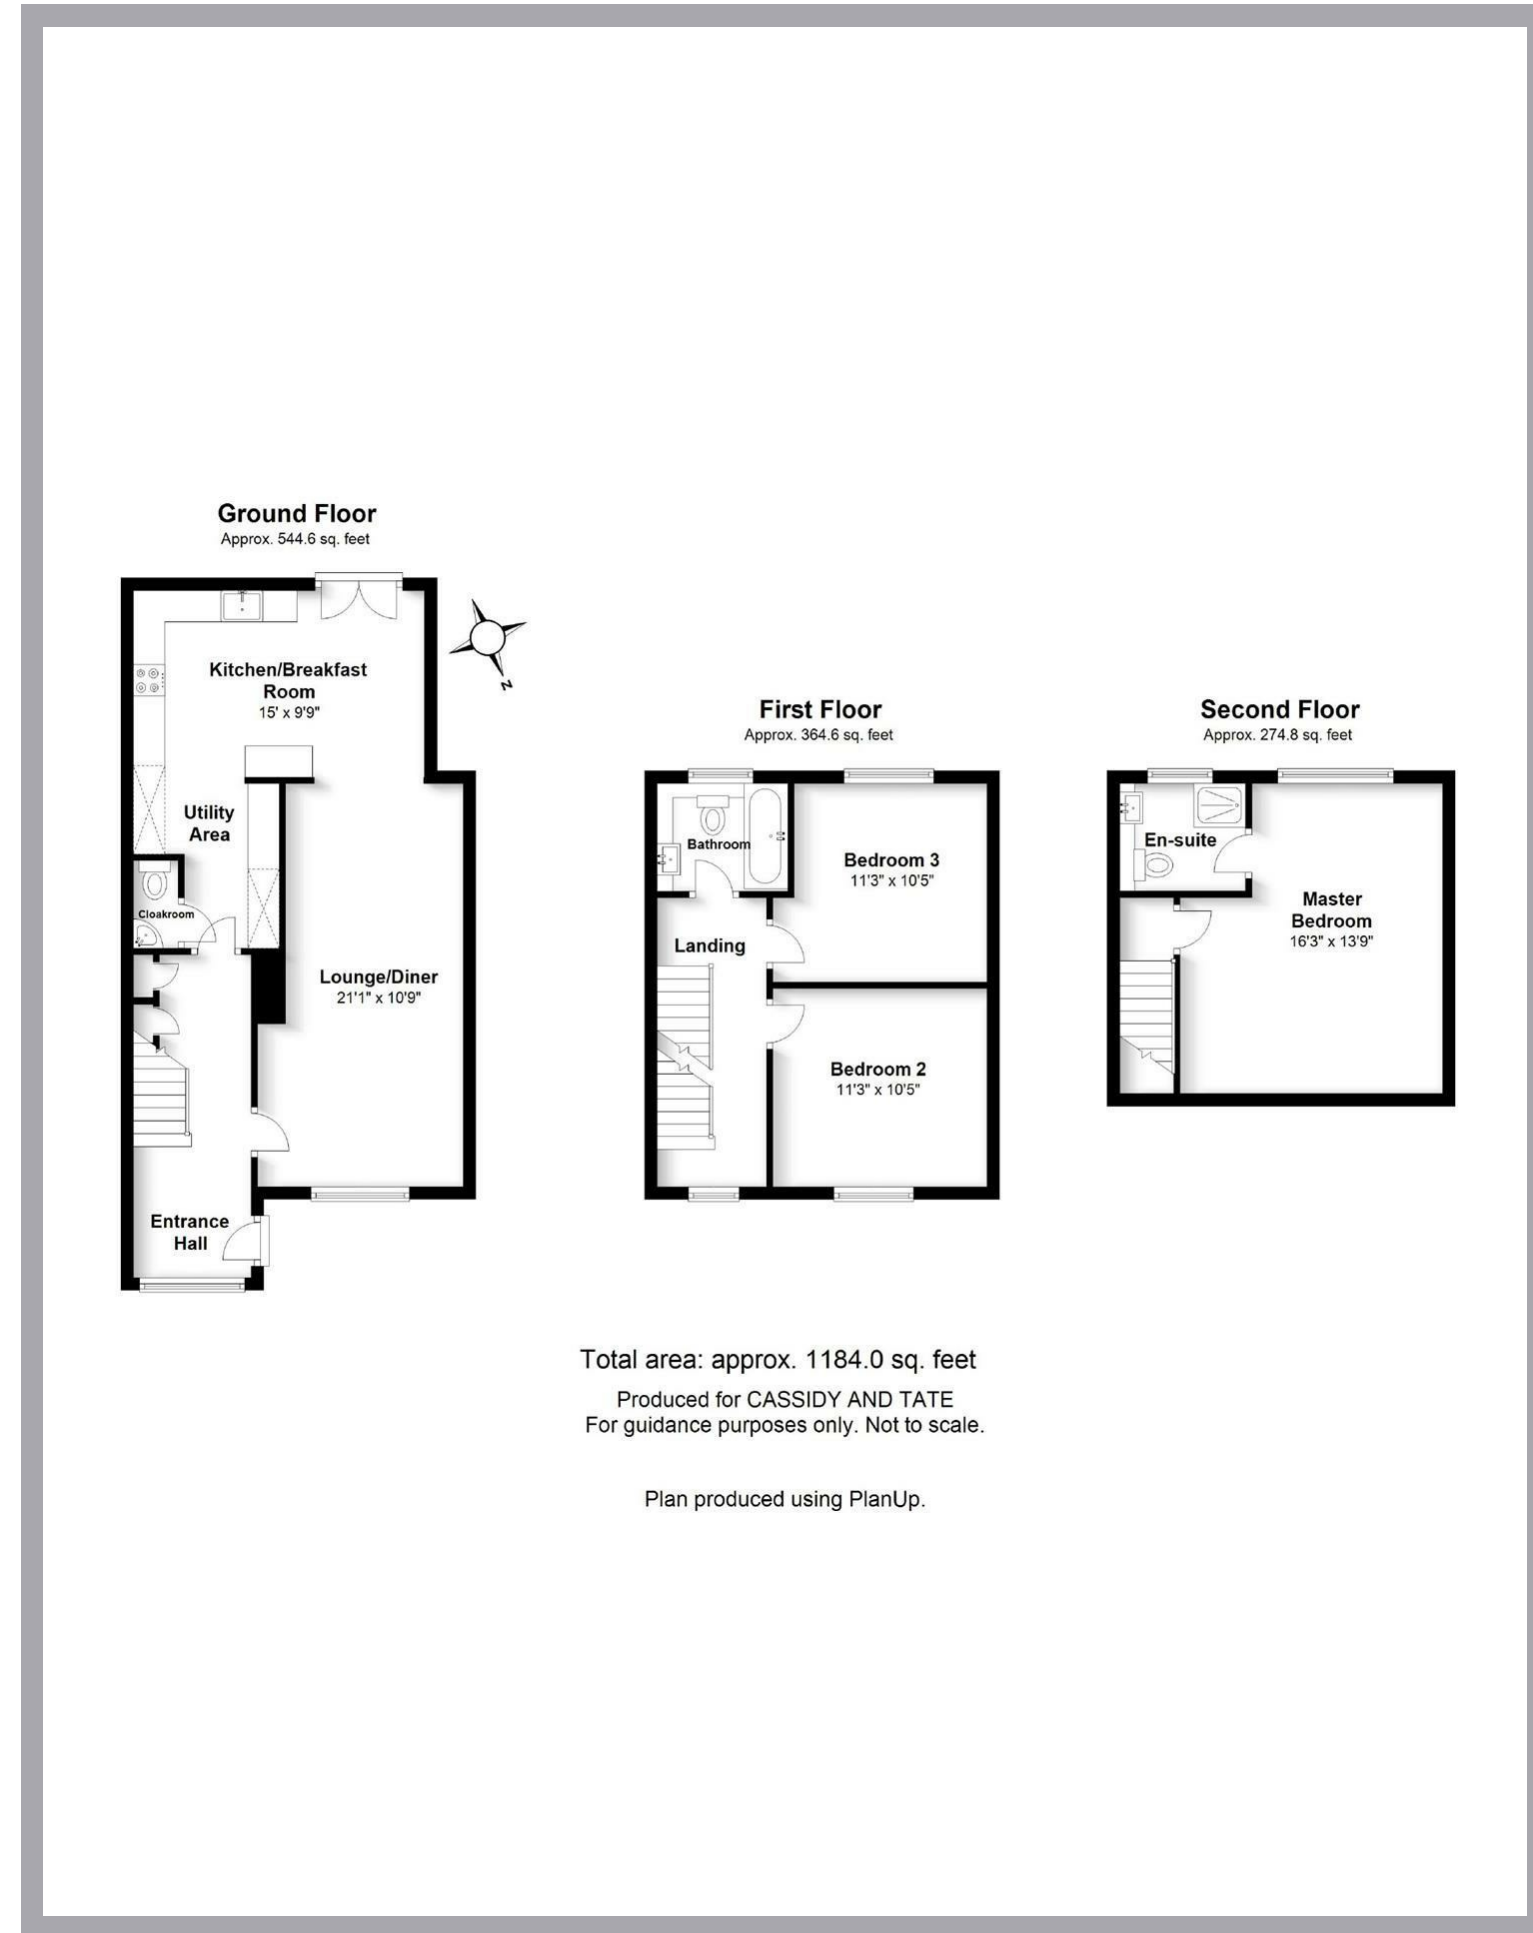 Ground Floor
Approx. 544.6 sq. feet
Kitchen/Breakfast
Room
15' x 9'9"
N
Utility
Area
Cloakroom
Lounge/Diner
21'1" x 10'9"
Entrance
Hall
First Floor
Approx. 364.6 sq. feet
Bathroom
Bedroom 3
11'3" x 10'5"
Landing
Bedroom 2
11'3" x 10'5"
Second Floor
Approx. 274.8 sq. feet
En-suite
Master
Bedroom
16'3" x 13'9"
Total area: approx. 1184.0 sq. feet
Produced for CASSIDY AND TATE
For guidance purposes only. Not to scale.
Plan produced using PlanUp.